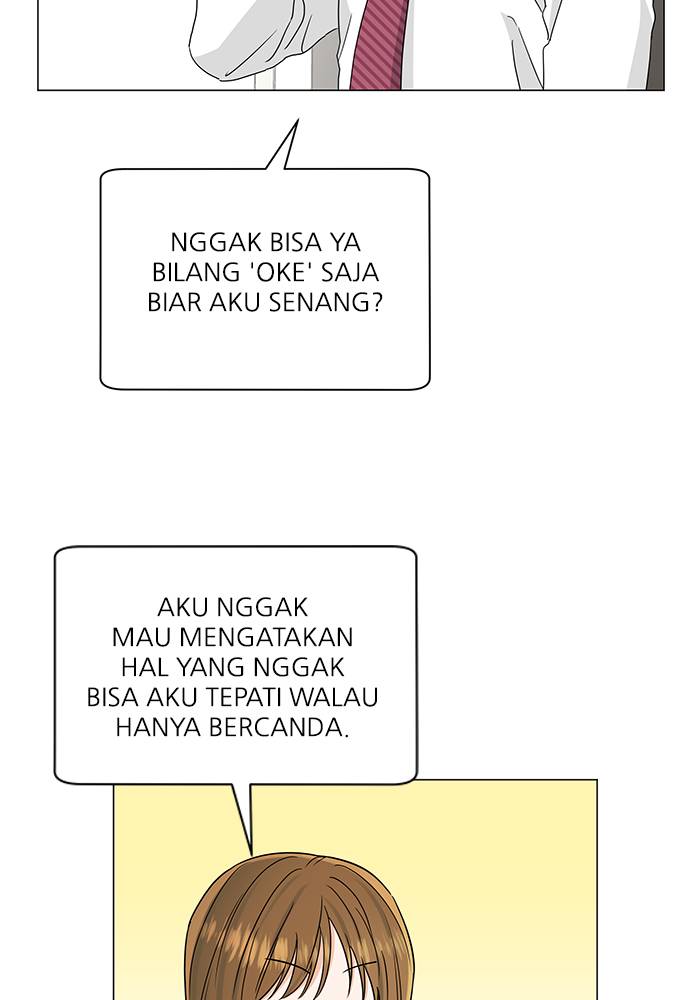 NGGAK BISA YA
BILANG 'OKE' SAJA
BIAR AKU SENANG?
AKU NGGAK
MAU MENGATAKAN
HAL YANG NGGAK
BISA AKU TEPATI WALAU
HANYA BERCANDA.